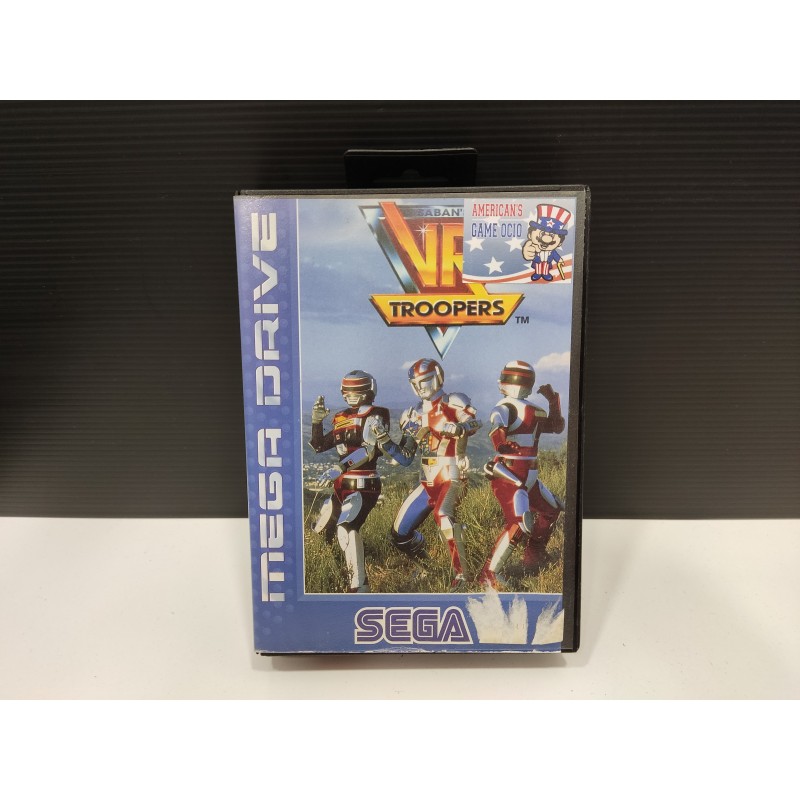 SABAN'
VR
TROOPERS
TM
AMERICAN'S
GAME OCIO
MEGA DRIVE
SEGA